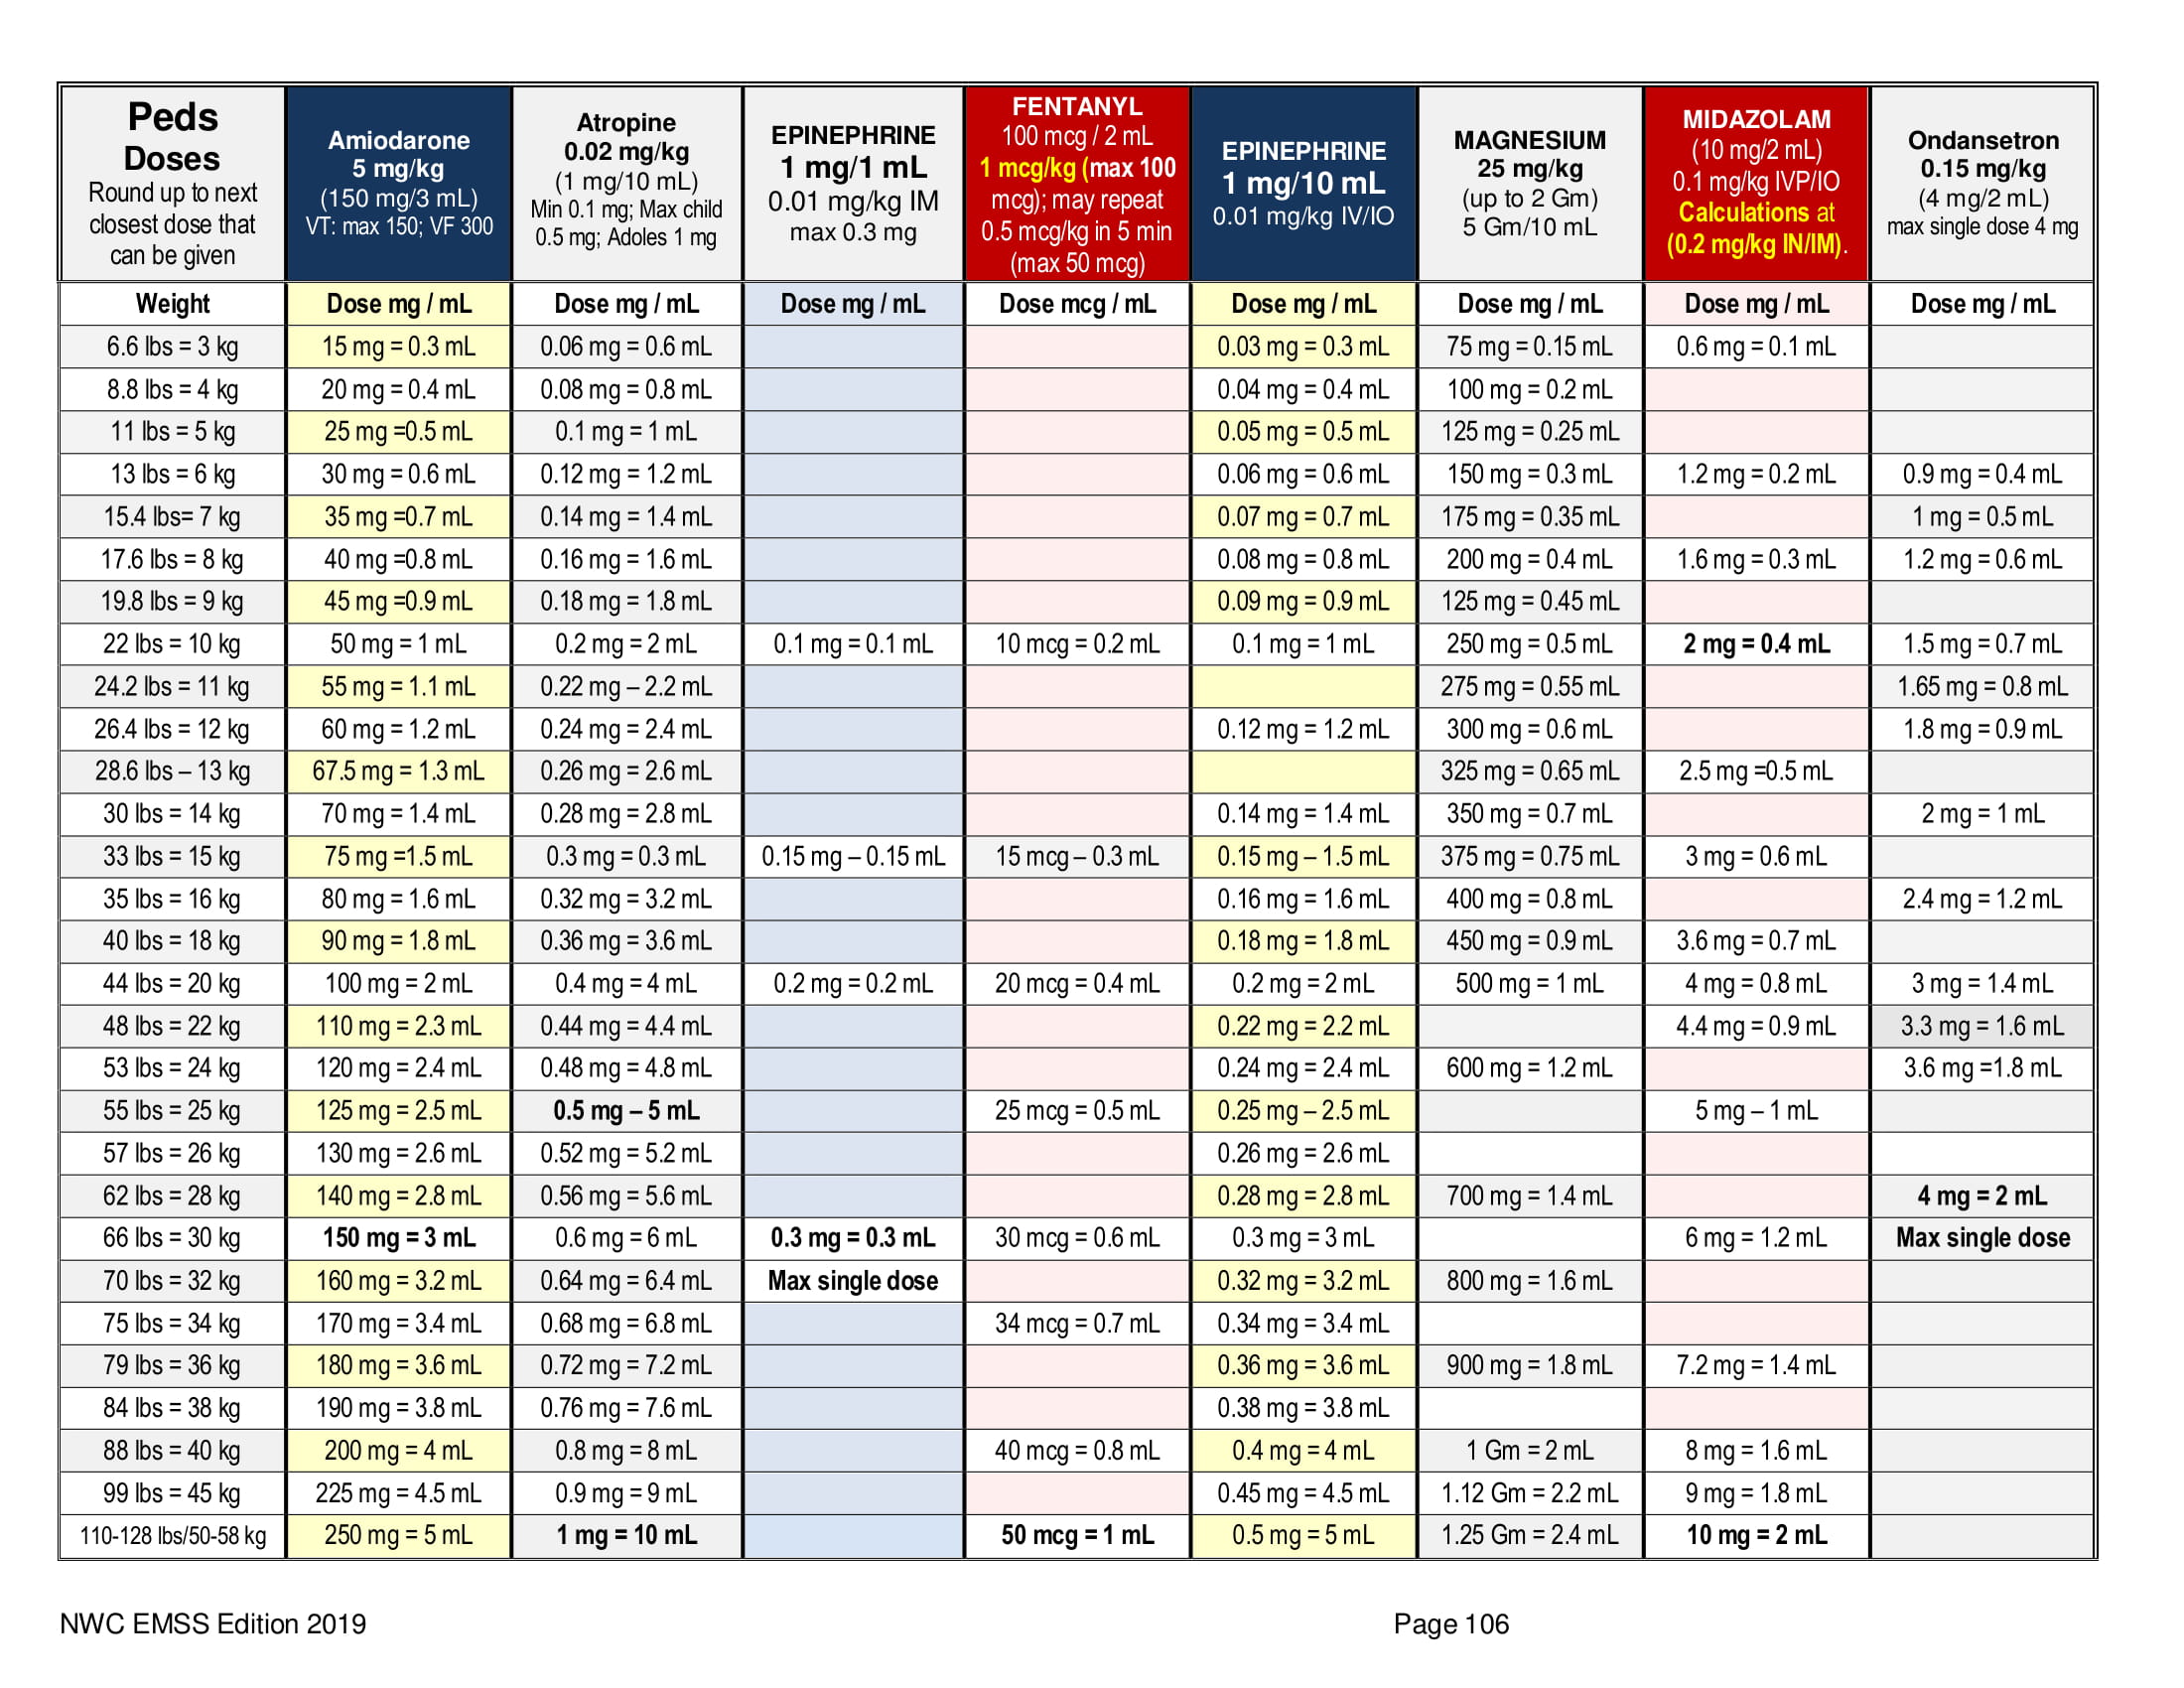 Peds Doses Round up to next closest dose that can be given | Amiodarone 5 mg/kg (150 mg/3 mL) VT: max 150; VF 300 | Atropine 0.02 mg/kg (1 mg/10 mL) Min 0.1 mg; Max child 0.5 mg; Adoles 1 mg | EPINEPHRINE 1 mg/1 mL 0.01 mg/kg IM max 0.3 mg | FENTANYL 100 mcg / 2 mL 1 mcg/kg (max 100 mcg); may repeat 0.5 mcg/kg in 5 min (max 50 mcg) | EPINEPHRINE 1 mg/10 mL 0.01 mg/kg IV/IO | MAGNESIUM 25 mg/kg (up to 2 Gm) 5 Gm/10 mL | MIDAZOLAM (10 mg/2 mL) 0.1 mg/kg IVP/IO Calculations at (0.2 mg/kg IN/IM). | Ondansetron 0.15 mg/kg (4 mg/2 mL) max single dose 4 mg
Weight | Dose mg / mL | Dose mg / mL | Dose mg / mL | Dose mcg / mL | Dose mg / mL | Dose mg / mL | Dose mg / mL | Dose mg / mL
6.6 lbs = 3 kg | 15 mg = 0.3 mL | 0.06 mg = 0.6 mL | | | 0.03 mg = 0.3 mL | 75 mg = 0.15 mL | 0.6 mg = 0.1 mL |
8.8 lbs = 4 kg | 20 mg = 0.4 mL | 0.08 mg = 0.8 mL | | | 0.04 mg = 0.4 mL | 100 mg = 0.2 mL | |
11 lbs = 5 kg | 25 mg =0.5 mL | 0.1 mg = 1 mL | | | 0.05 mg = 0.5 mL | 125 mg = 0.25 mL | |
13 lbs = 6 kg | 30 mg = 0.6 mL | 0.12 mg = 1.2 mL | | | 0.06 mg = 0.6 mL | 150 mg = 0.3 mL | 1.2 mg = 0.2 mL | 0.9 mg = 0.4 mL
15.4 lbs= 7 kg | 35 mg =0.7 mL | 0.14 mg = 1.4 mL | | | 0.07 mg = 0.7 mL | 175 mg = 0.35 mL | | 1 mg = 0.5 mL
17.6 lbs = 8 kg | 40 mg =0.8 mL | 0.16 mg = 1.6 mL | | | 0.08 mg = 0.8 mL | 200 mg = 0.4 mL | 1.6 mg = 0.3 mL | 1.2 mg = 0.6 mL
19.8 lbs = 9 kg | 45 mg =0.9 mL | 0.18 mg = 1.8 mL | | | 0.09 mg = 0.9 mL | 125 mg = 0.45 mL | |
22 lbs = 10 kg | 50 mg = 1 mL | 0.2 mg = 2 mL | 0.1 mg = 0.1 mL | 10 mcg = 0.2 mL | 0.1 mg = 1 mL | 250 mg = 0.5 mL | 2 mg = 0.4 mL | 1.5 mg = 0.7 mL
24.2 lbs = 11 kg | 55 mg = 1.1 mL | 0.22 mg – 2.2 mL | | | | 275 mg = 0.55 mL | | 1.65 mg = 0.8 mL
26.4 lbs = 12 kg | 60 mg = 1.2 mL | 0.24 mg = 2.4 mL | | | 0.12 mg = 1.2 mL | 300 mg = 0.6 mL | | 1.8 mg = 0.9 mL
28.6 lbs – 13 kg | 67.5 mg = 1.3 mL | 0.26 mg = 2.6 mL | | | | 325 mg = 0.65 mL | 2.5 mg =0.5 mL |
30 lbs = 14 kg | 70 mg = 1.4 mL | 0.28 mg = 2.8 mL | | | 0.14 mg = 1.4 mL | 350 mg = 0.7 mL | | 2 mg = 1 mL
33 lbs = 15 kg | 75 mg =1.5 mL | 0.3 mg = 0.3 mL | 0.15 mg – 0.15 mL | 15 mcg – 0.3 mL | 0.15 mg – 1.5 mL | 375 mg = 0.75 mL | 3 mg = 0.6 mL |
35 lbs = 16 kg | 80 mg = 1.6 mL | 0.32 mg = 3.2 mL | | | 0.16 mg = 1.6 mL | 400 mg = 0.8 mL | | 2.4 mg = 1.2 mL
40 lbs = 18 kg | 90 mg = 1.8 mL | 0.36 mg = 3.6 mL | | | 0.18 mg = 1.8 mL | 450 mg = 0.9 mL | 3.6 mg = 0.7 mL |
44 lbs = 20 kg | 100 mg = 2 mL | 0.4 mg = 4 mL | 0.2 mg = 0.2 mL | 20 mcg = 0.4 mL | 0.2 mg = 2 mL | 500 mg = 1 mL | 4 mg = 0.8 mL | 3 mg = 1.4 mL
48 lbs = 22 kg | 110 mg = 2.3 mL | 0.44 mg = 4.4 mL | | | 0.22 mg = 2.2 mL | | 4.4 mg = 0.9 mL | 3.3 mg = 1.6 mL
53 lbs = 24 kg | 120 mg = 2.4 mL | 0.48 mg = 4.8 mL | | | 0.24 mg = 2.4 mL | 600 mg = 1.2 mL | | 3.6 mg =1.8 mL
55 lbs = 25 kg | 125 mg = 2.5 mL | 0.5 mg – 5 mL | | 25 mcg = 0.5 mL | 0.25 mg – 2.5 mL | | 5 mg – 1 mL |
57 lbs = 26 kg | 130 mg = 2.6 mL | 0.52 mg = 5.2 mL | | | 0.26 mg = 2.6 mL | | |
62 lbs = 28 kg | 140 mg = 2.8 mL | 0.56 mg = 5.6 mL | | | 0.28 mg = 2.8 mL | 700 mg = 1.4 mL | | 4 mg = 2 mL
66 lbs = 30 kg | 150 mg = 3 mL | 0.6 mg = 6 mL | 0.3 mg = 0.3 mL | 30 mcg = 0.6 mL | 0.3 mg = 3 mL | | 6 mg = 1.2 mL | Max single dose
70 lbs = 32 kg | 160 mg = 3.2 mL | 0.64 mg = 6.4 mL | Max single dose | | 0.32 mg = 3.2 mL | 800 mg = 1.6 mL | |
75 lbs = 34 kg | 170 mg = 3.4 mL | 0.68 mg = 6.8 mL | | 34 mcg = 0.7 mL | 0.34 mg = 3.4 mL | | |
79 lbs = 36 kg | 180 mg = 3.6 mL | 0.72 mg = 7.2 mL | | | 0.36 mg = 3.6 mL | 900 mg = 1.8 mL | 7.2 mg = 1.4 mL |
84 lbs = 38 kg | 190 mg = 3.8 mL | 0.76 mg = 7.6 mL | | | 0.38 mg = 3.8 mL | | |
88 lbs = 40 kg | 200 mg = 4 mL | 0.8 mg = 8 mL | | 40 mcg = 0.8 mL | 0.4 mg = 4 mL | 1 Gm = 2 mL | 8 mg = 1.6 mL |
99 lbs = 45 kg | 225 mg = 4.5 mL | 0.9 mg = 9 mL | | | 0.45 mg = 4.5 mL | 1.12 Gm = 2.2 mL | 9 mg = 1.8 mL |
110-128 lbs/50-58 kg | 250 mg = 5 mL | 1 mg = 10 mL | | 50 mcg = 1 mL | 0.5 mg = 5 mL | 1.25 Gm = 2.4 mL | 10 mg = 2 mL |
NWC EMSS Edition 2019 Page 106